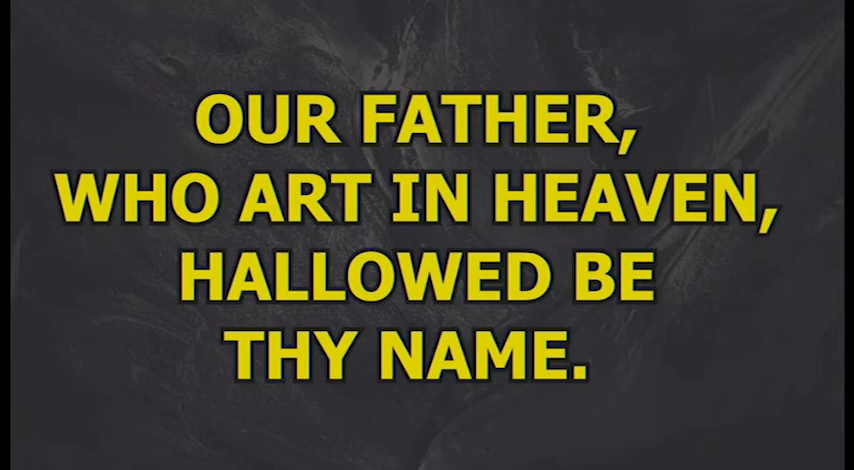 OUR FATHER,
WHO ART IN HEAVEN,
HALLOWED BE
THY NAME.